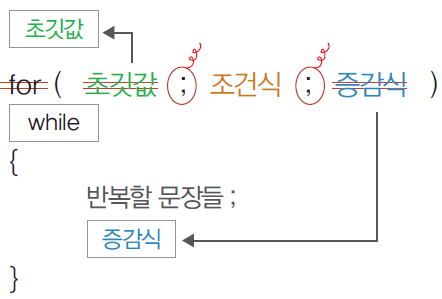 초깃값
for ( 초깃값 ; 조건식 ; 증감식 )
while
{
반복할 문장들 ;
증감식
}